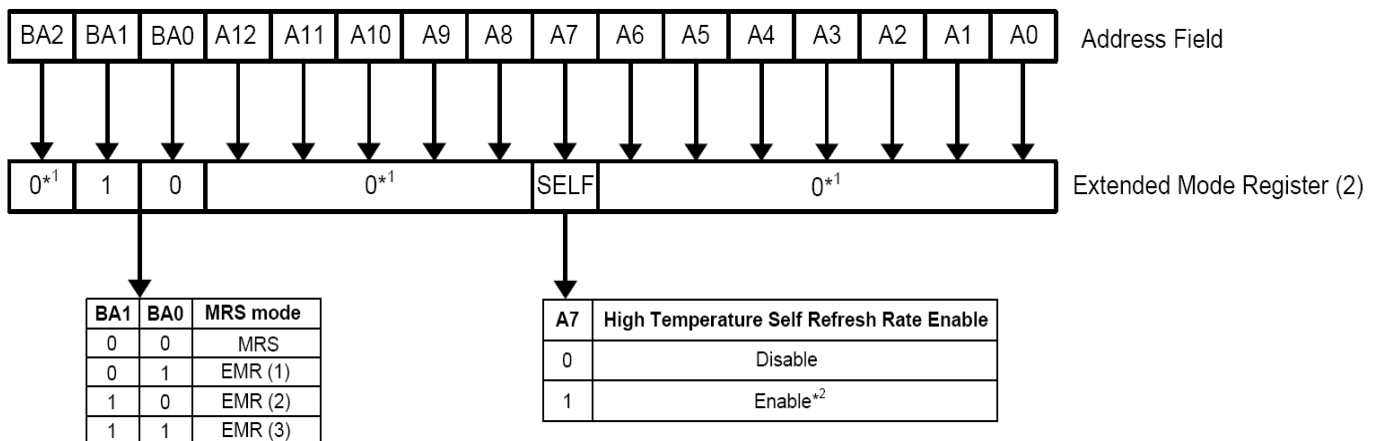 BA2 BA1 BA0 A12 A11 A10 A9 A8 A7 A6 A5 A4 A3 A2 A1 A0 Address Field
0*1 1 0 0*1 SELF 0*1 Extended Mode Register (2)
BA1 BA0 MRS mode
0 0 MRS
0 1 EMR (1)
1 0 EMR (2)
1 1 EMR (3)
A7 High Temperature Self Refresh Rate Enable
0 Disable
1 Enable*2